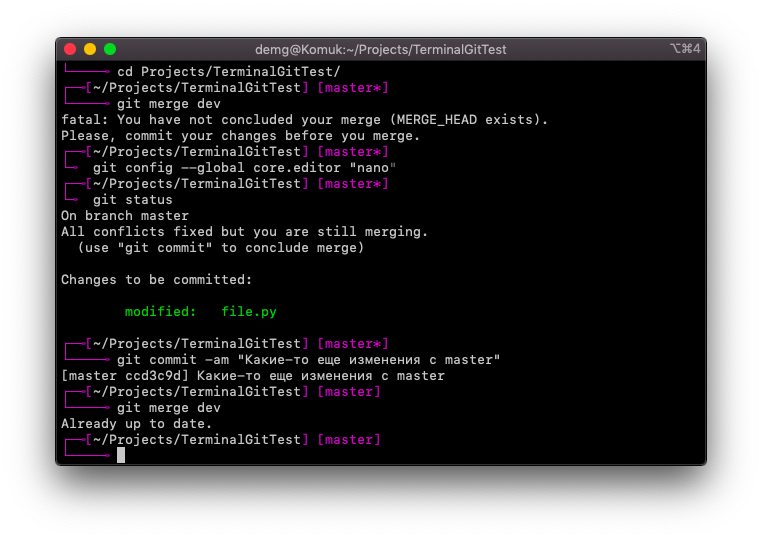 demg@Komuk:~/Projects/TerminalGitTest
⌥⌘4
cd Projects/TerminalGitTest/
[~/Projects/TerminalGitTest] [master*]
git merge dev
fatal: You have not concluded your merge (MERGE_HEAD exists).
Please, commit your changes before you merge.
[~/Projects/TerminalGitTest] [master*]
git config --global core.editor "nano"
[~/Projects/TerminalGitTest] [master*]
git status
On branch master
All conflicts fixed but you are still merging.
(use "git commit" to conclude merge)
Changes to be committed:
modified: file.py
[~/Projects/TerminalGitTest] [master*]
git commit -am "Какие-то еще изменения с master"
[master ccd3c9d] Какие-то еще изменения с master
[~/Projects/TerminalGitTest] [master]
git merge dev
Already up to date.
[~/Projects/TerminalGitTest] [master]